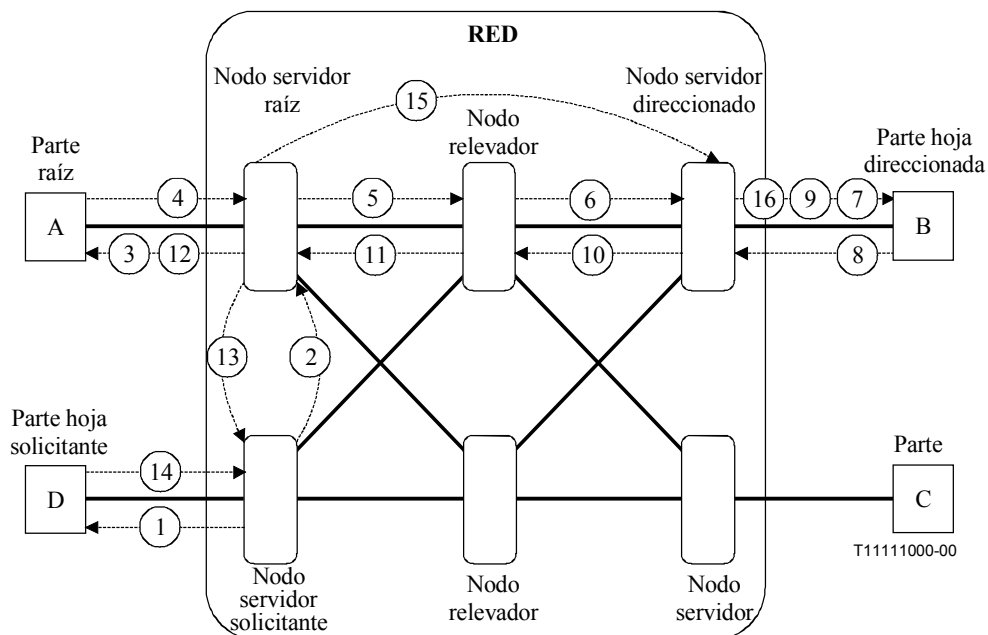 RED
Nodo servidor
raíz
Nodo servidor
direccionado
15
Nodo
relevador
Parte
raíz
Parte hoja
direccionada
4
5
6
16
9
7
A
B
3
12
11
10
8
13
2
Parte hoja
solicitante
Parte
14
D
C
1
T11111000-00
Nodo
servidor
solicitante
Nodo
relevador
Nodo
servidor